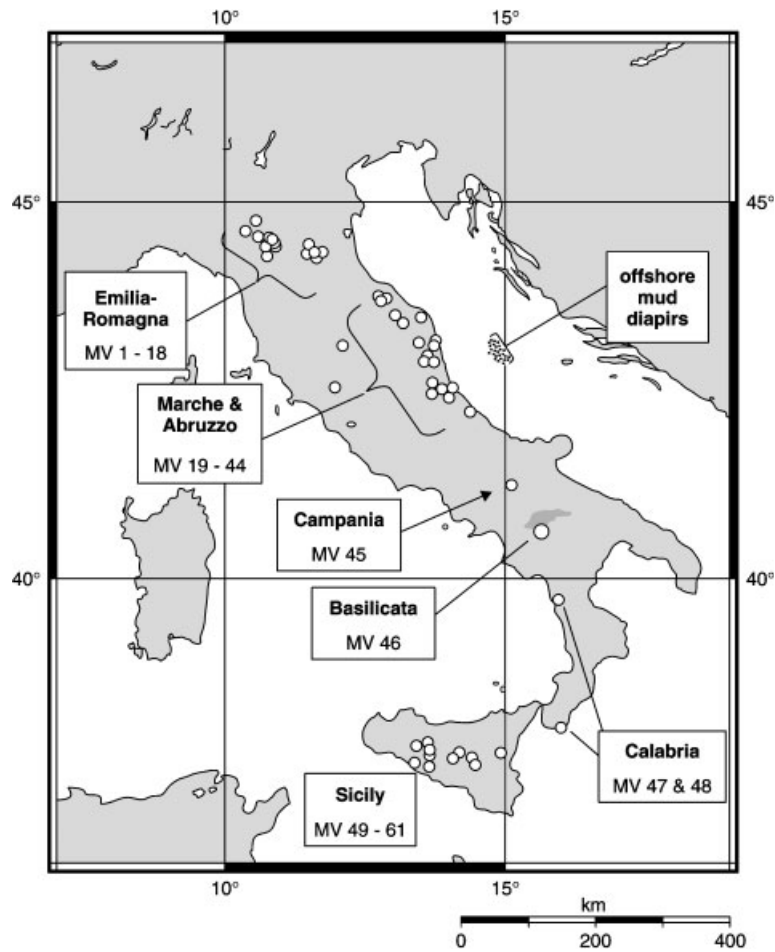 10°
15°
45°
45°
offshore
mud
diapirs
Emilia-
Romagna
MV 1 - 18
Marche &
Abruzzo
MV 19 - 44
Campania
MV 45
40°
40°
Basilicata
MV 46
Calabria
MV 47 & 48
Sicily
MV 49 - 61
10°
15°
km
0
200
400